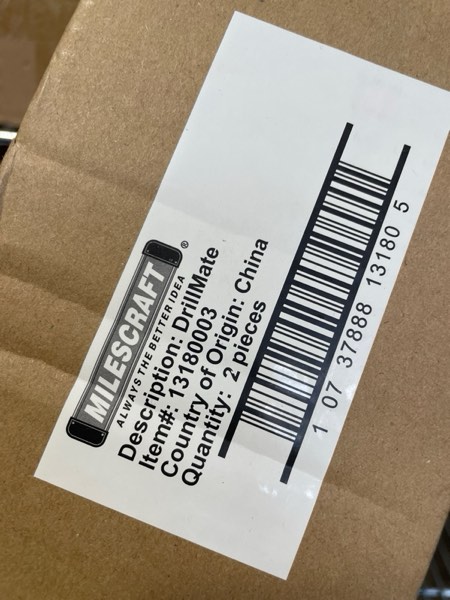 MILESCRAFT®
ALWAYS THE BETTER IDEA
Description: DrillMate
Item#: 13180003
Country of Origin: China
Quantity: 2 pieces
1 07 37888 13180 5